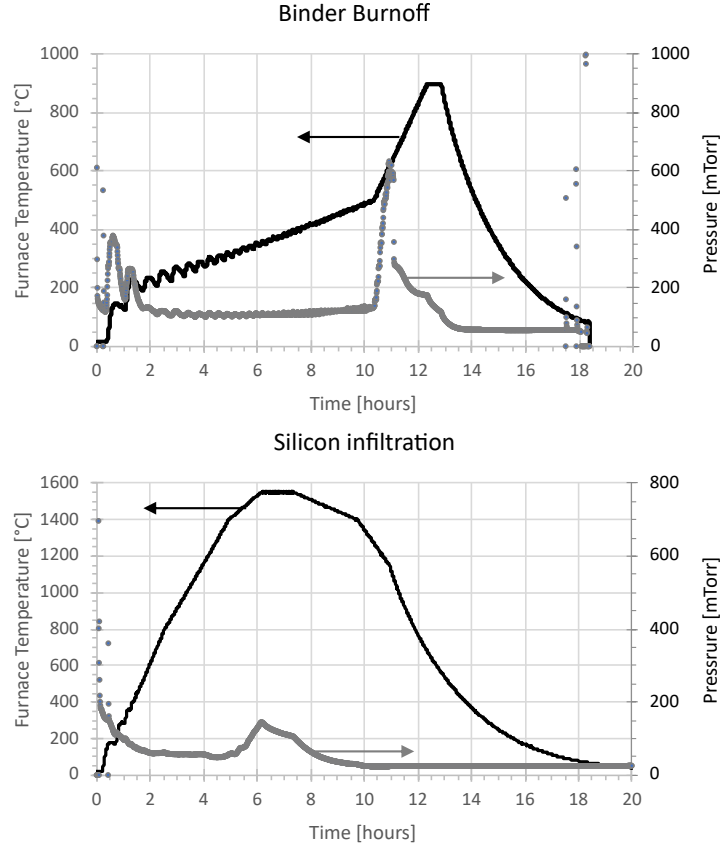 Binder Burnoff
1000 1000
800 800
600 600
400 400
200 200
0 0
0 2 4 6 8 10 12 14 16 18 20
Furnace Temperature [°C]
Pressrure [mTorr]
Time [hours]
Silicon infiltration
1600 800
1400
1200 600
1000
800 400
600
400 200
200
0 0
0 2 4 6 8 10 12 14 16 18 20
Furnace Temperature [°C]
Pressrure [mTorr]
Time [hours]